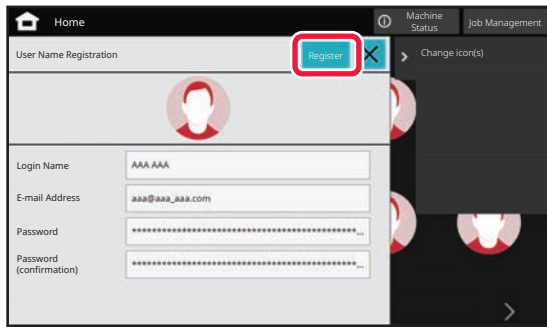 Home
Machine
Status
Job Management
User Name Registration
Register
Change icon(s)
Login Name
AAA AAA
E-mail Address
aaa@aaa_aaa.com
Password
Password
(confirmation)